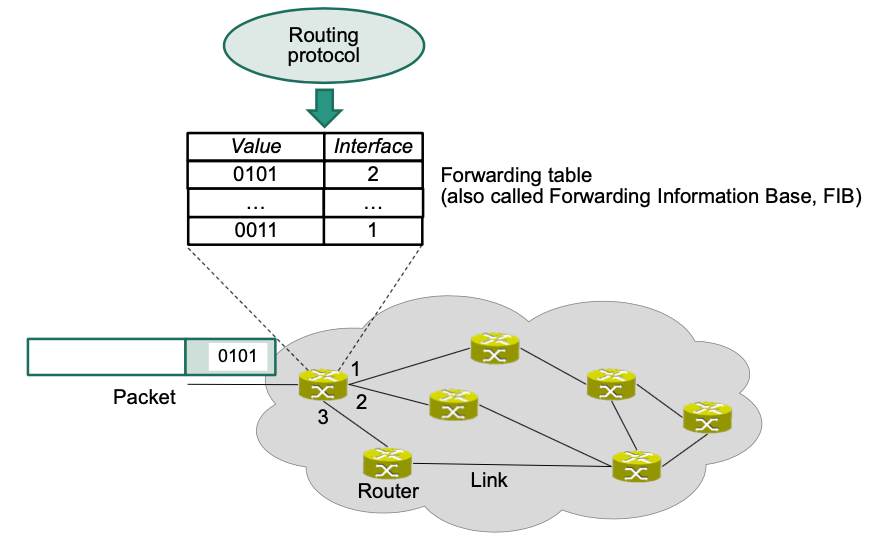 Routing
protocol
Value Interface
0101 2
... ...
0011 1
Forwarding table
(also called Forwarding Information Base, FIB)
0101
Packet
1
2
3
Router
Link